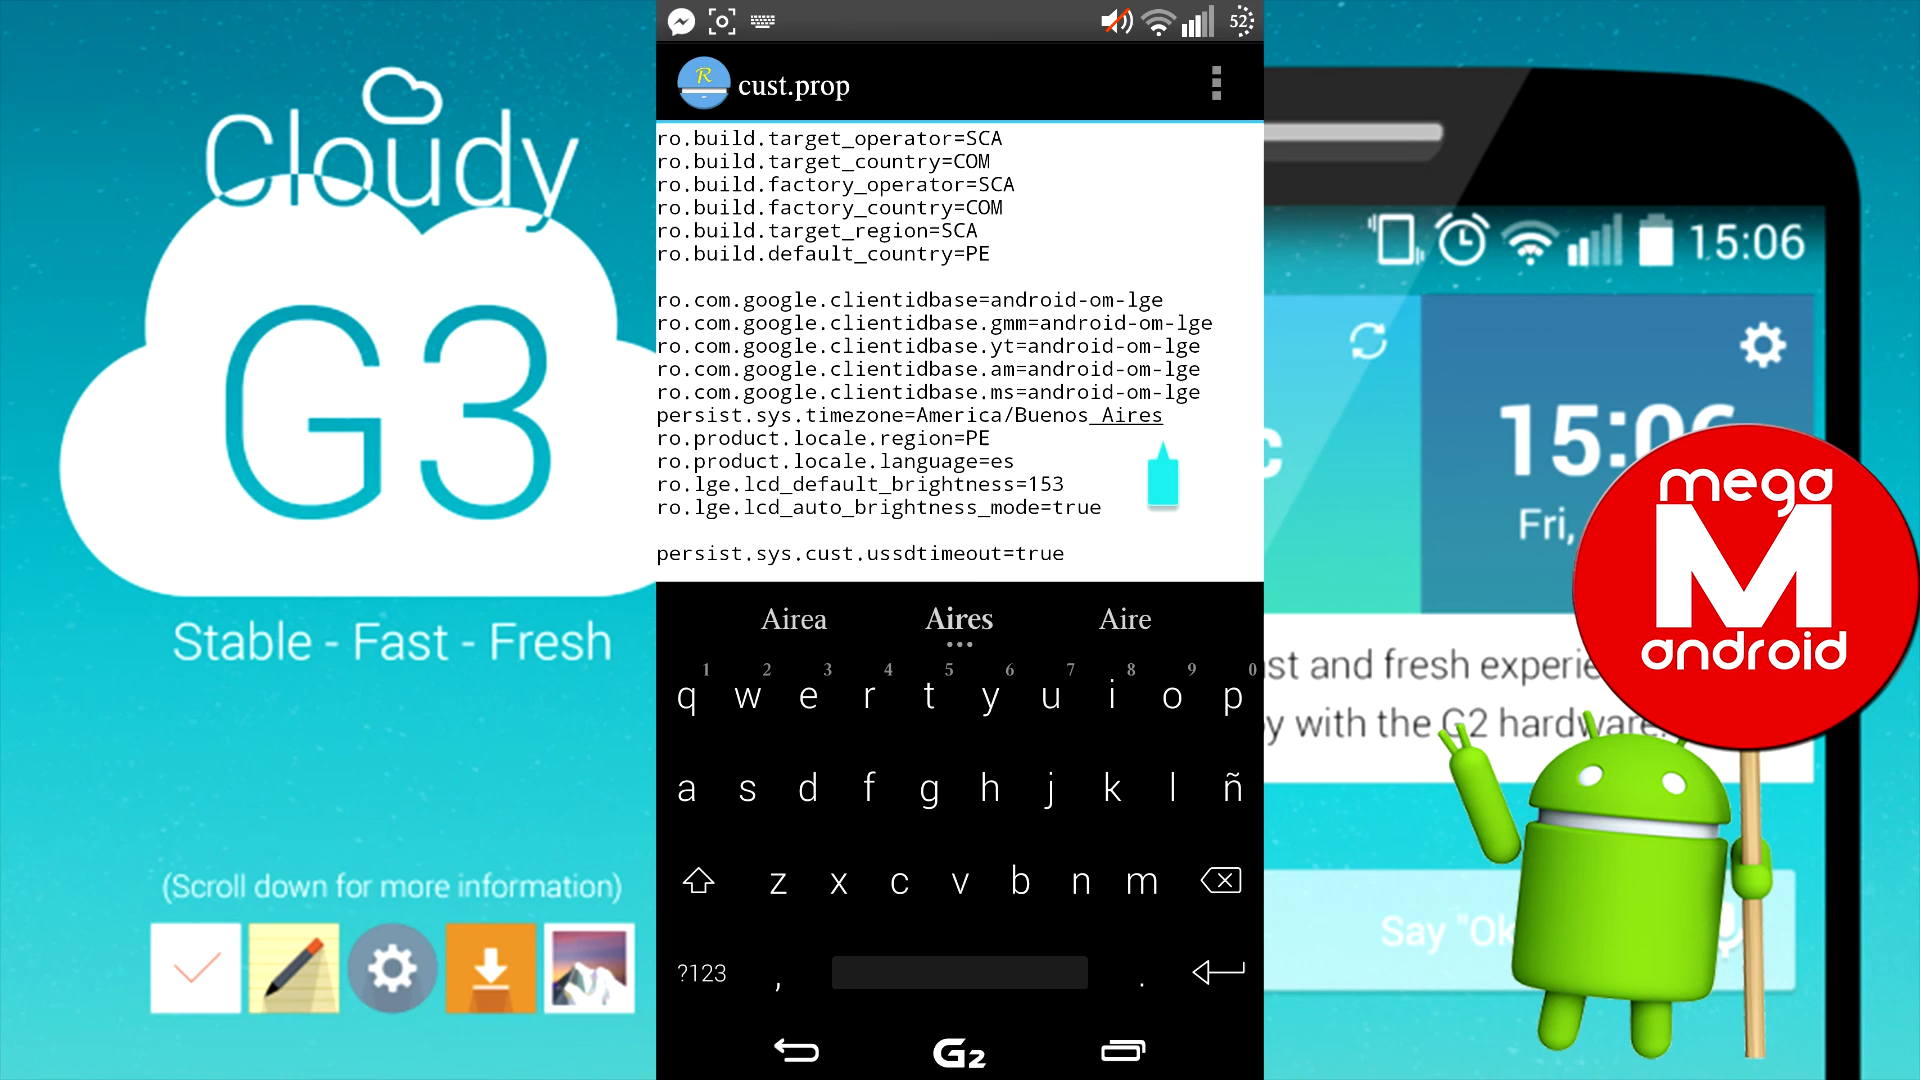 Cloudy
G3
Stable - Fast - Fresh
(Scroll down for more information)
52
R
cust.prop
ro.build.target_operator=SCA
ro.build.target_country=COM
ro.build.factory_operator=SCA
ro.build.factory_country=COM
ro.build.target_region=SCA
ro.build.default_country=PE
ro.com.google.clientidbase=android-om-lge
ro.com.google.clientidbase.gmm=android-om-lge
ro.com.google.clientidbase.yt=android-om-lge
ro.com.google.clientidbase.am=android-om-lge
ro.com.google.clientidbase.ms=android-om-lge
persist.sys.timezone=America/Buenos_Aires
ro.product.locale.region=PE
ro.product.locale.language=es
ro.lge.lcd_default_brightness=153
ro.lge.lcd_auto_brightness_mode=true
persist.sys.cust.ussdtimeout=true
Airea Aires Aire
1 2 3 4 5 6 7 8 9 0
q w e r t y u i o p
a s d f g h j k l ñ
z x c v b n m
?123 , .
G2
15:06
c
15:06
Fri,
st and fresh experie
y with the G2 hardware.
Say "Ok
mega
M
android